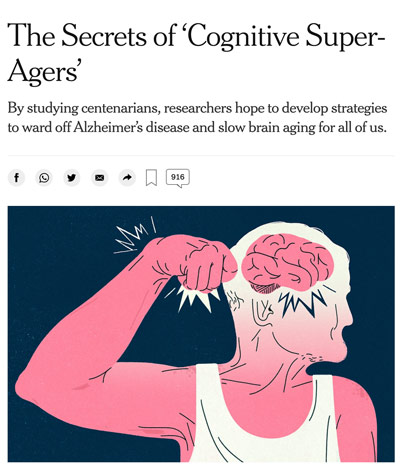 The Secrets of ‘Cognitive Super-
Agers’
By studying centenarians, researchers hope to develop strategies
to ward off Alzheimer’s disease and slow brain aging for all of us.
916